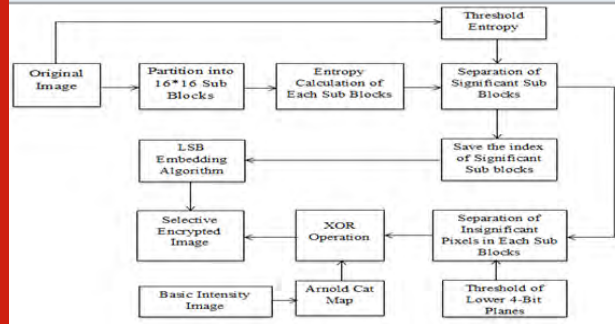 Threshold
Entropy
Original
Image
Partition into
16*16 Sub
Blocks
Entropy
Calculation of
Each Sub Blocks
Separation of
Significant Sub
Blocks
LSB
Embedding
Algorithm
Save the index
of Significant
Sub blocks
Selective
Encrypted
Image
XOR
Operation
Separation of
Insignificant
Pixels in Each Sub
Blocks
Basic Intensity
Image
Arnold Cat
Map
Threshold of
Lower 4-Bit
Planes